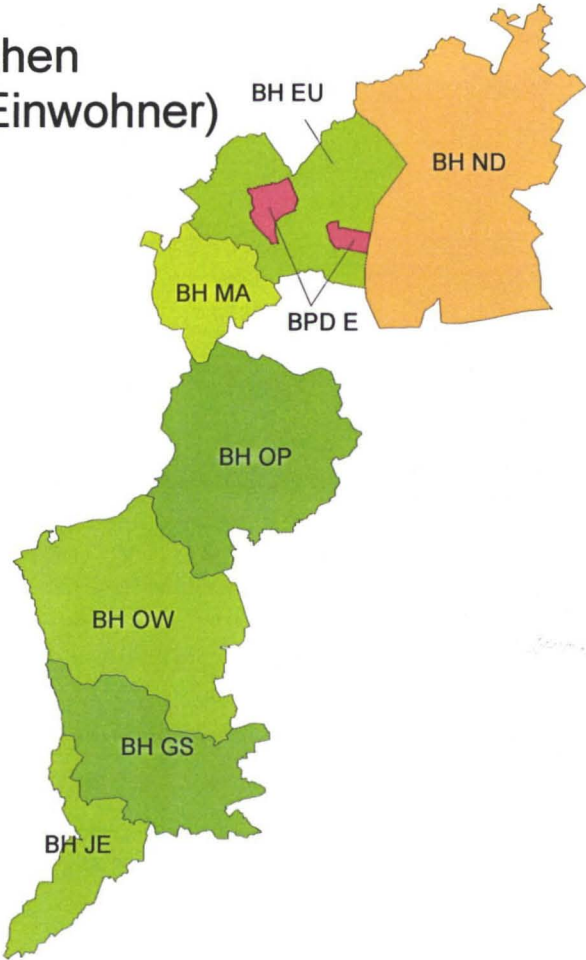 hen
Einwohner)
BH EU
BH ND
BH MA
BPD E
BH OP
BH OW
BH GS
BH JE